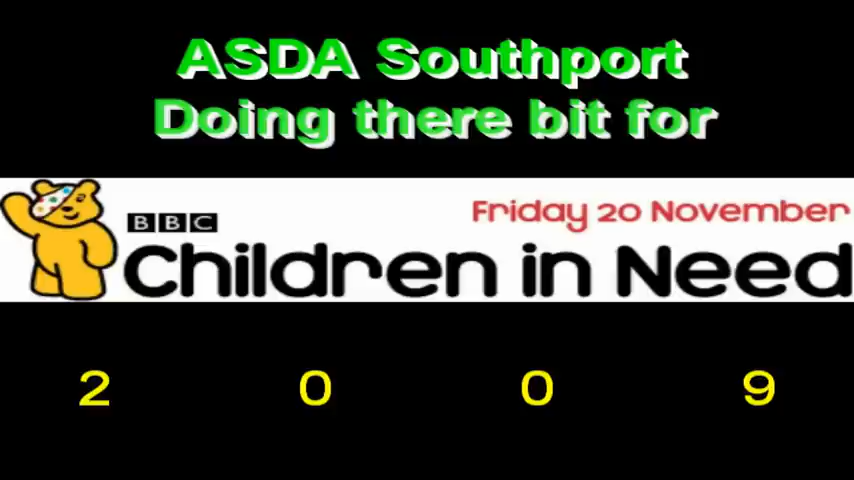 ASDA Southport
Doing there bit for
Friday 20 November
BBC
Children in Need
2 0 0 9